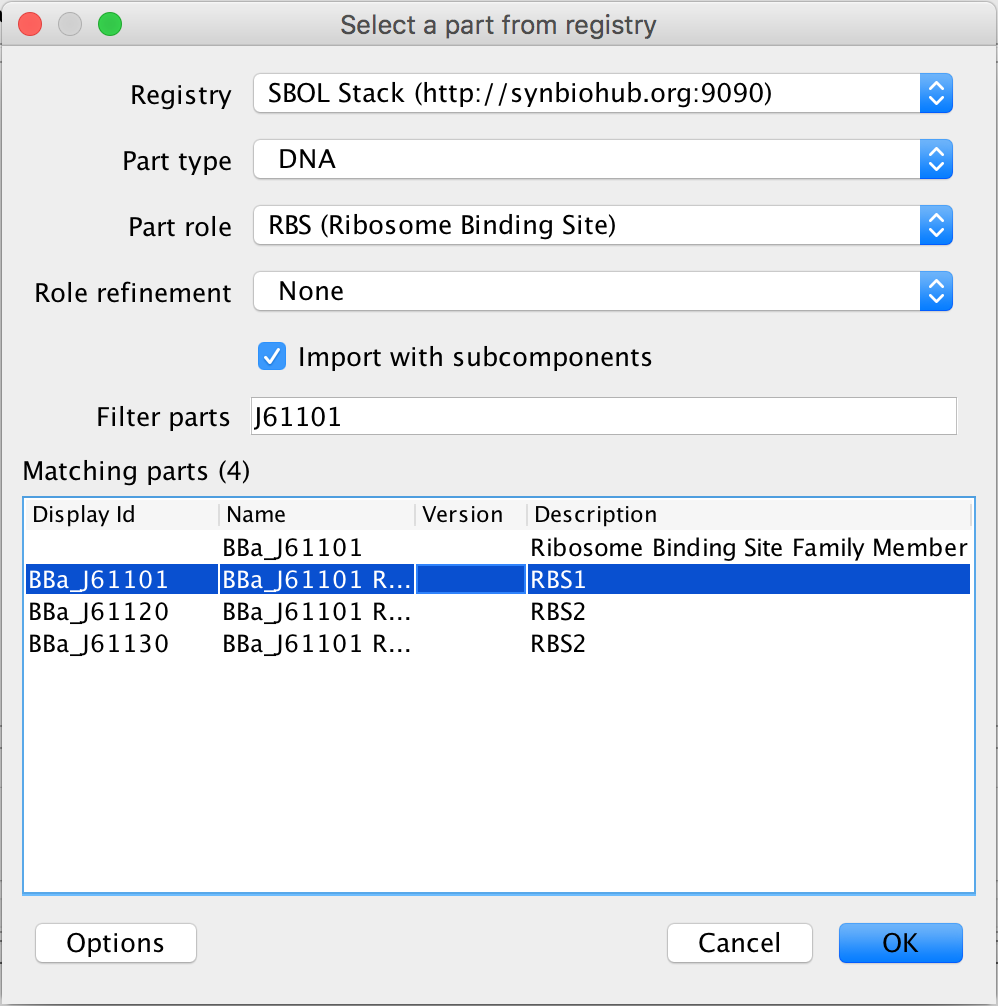 Select a part from registry
Registry SBOL Stack (http://synbiohub.org:9090)
Part type DNA
Part role RBS (Ribosome Binding Site)
Role refinement None
Import with subcomponents
Filter parts J61101
Matching parts (4)
Display Id Name Version Description
BBa_J61101 Ribosome Binding Site Family Member
BBa_J61101 BBa_J61101 R... RBS1
BBa_J61120 BBa_J61101 R... RBS2
BBa_J61130 BBa_J61101 R... RBS2
Options Cancel OK